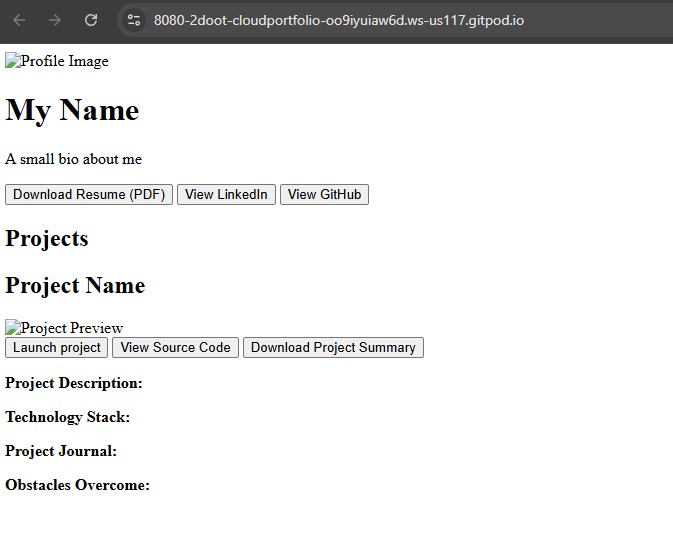 8080-2doot-cloudportfolio-oo9iyuiaw6d.ws-us117.gitpod.io
Profile Image
My Name
A small bio about me
Download Resume (PDF) View LinkedIn View GitHub
Projects
Project Name
Project Preview
Launch project View Source Code Download Project Summary
Project Description:
Technology Stack:
Project Journal:
Obstacles Overcome: